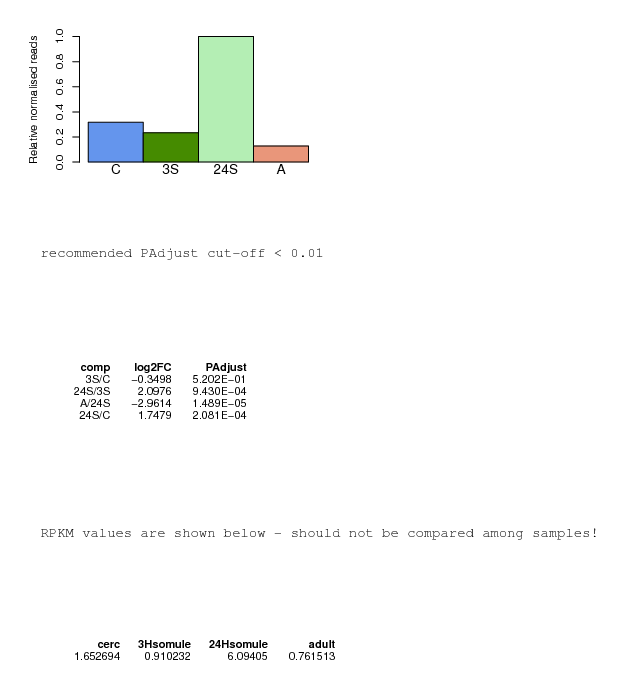 Relative normalised reads
1.0
0.8
0.6
0.4
0.2
0.0
C 3S 24S A
recommended PAdjust cut-off < 0.01
comp log2FC PAdjust
3S/C −0.3498 5.202E−01
24S/3S 2.0976 9.430E−04
A/24S −2.9614 1.489E−05
24S/C 1.7479 2.081E−04
RPKM values are shown below - should not be compared among samples!
cerc 3Hsomule 24Hsomule adult
1.652694 0.910232 6.09405 0.761513